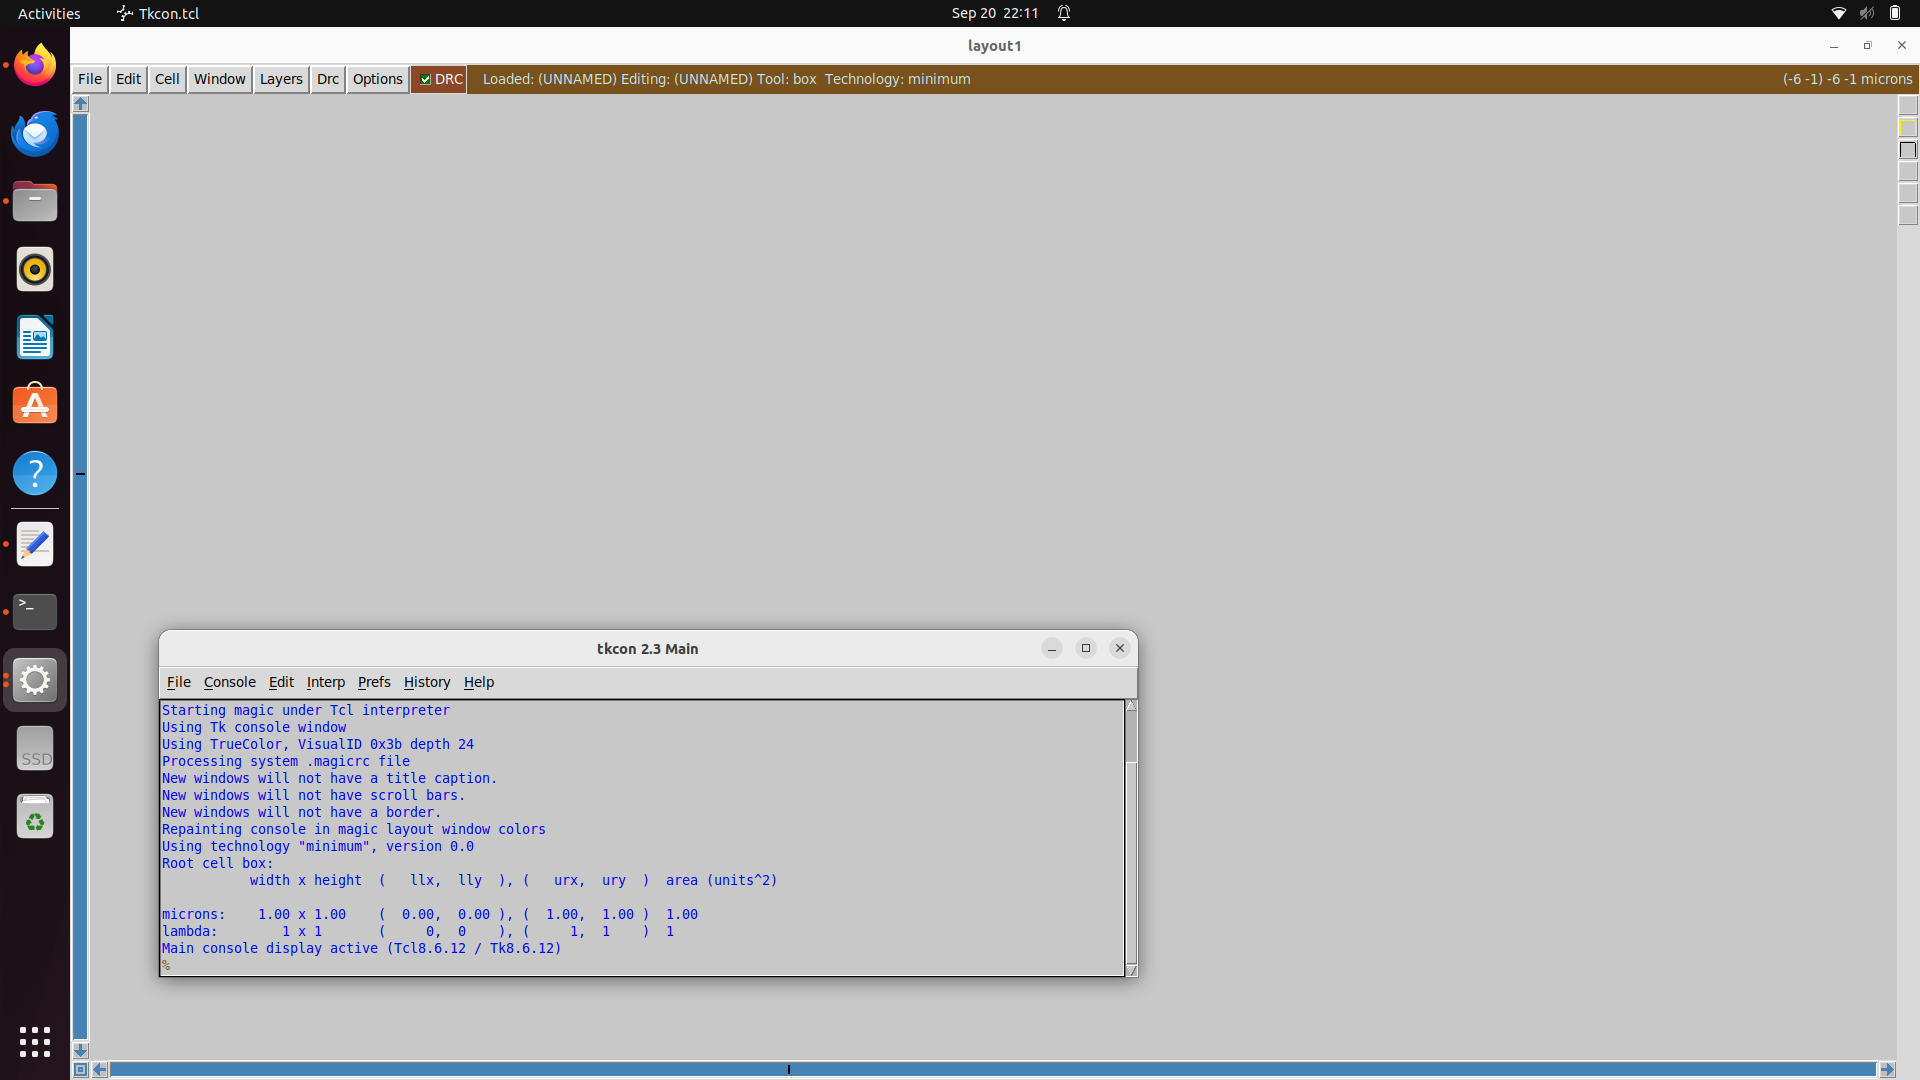 Activities
Tkcon.tcl
Sep 20 22:11
layout1
File Edit Cell Window Layers Drc Options DRC Loaded: (UNNAMED) Editing: (UNNAMED) Tool: box Technology: minimum (-6 -1) -6 -1 microns
tkcon 2.3 Main
File Console Edit Interp Prefs History Help
Starting magic under Tcl interpreter
Using Tk console window
Using TrueColor, VisualID 0x3b depth 24
Processing system .magicrc file
New windows will not have a title caption.
New windows will not have scroll bars.
New windows will not have a border.
Repainting console in magic layout window colors
Using technology "minimum", version 0.0
Root cell box:
width x height ( llx, lly ), ( urx, ury ) area (units^2)
microns: 1.00 x 1.00 ( 0.00, 0.00 ), ( 1.00, 1.00 ) 1.00
lambda: 1 x 1 ( 0, 0 ), ( 1, 1 ) 1
Main console display active (Tcl8.6.12 / Tk8.6.12)
%
>_
?
SSD